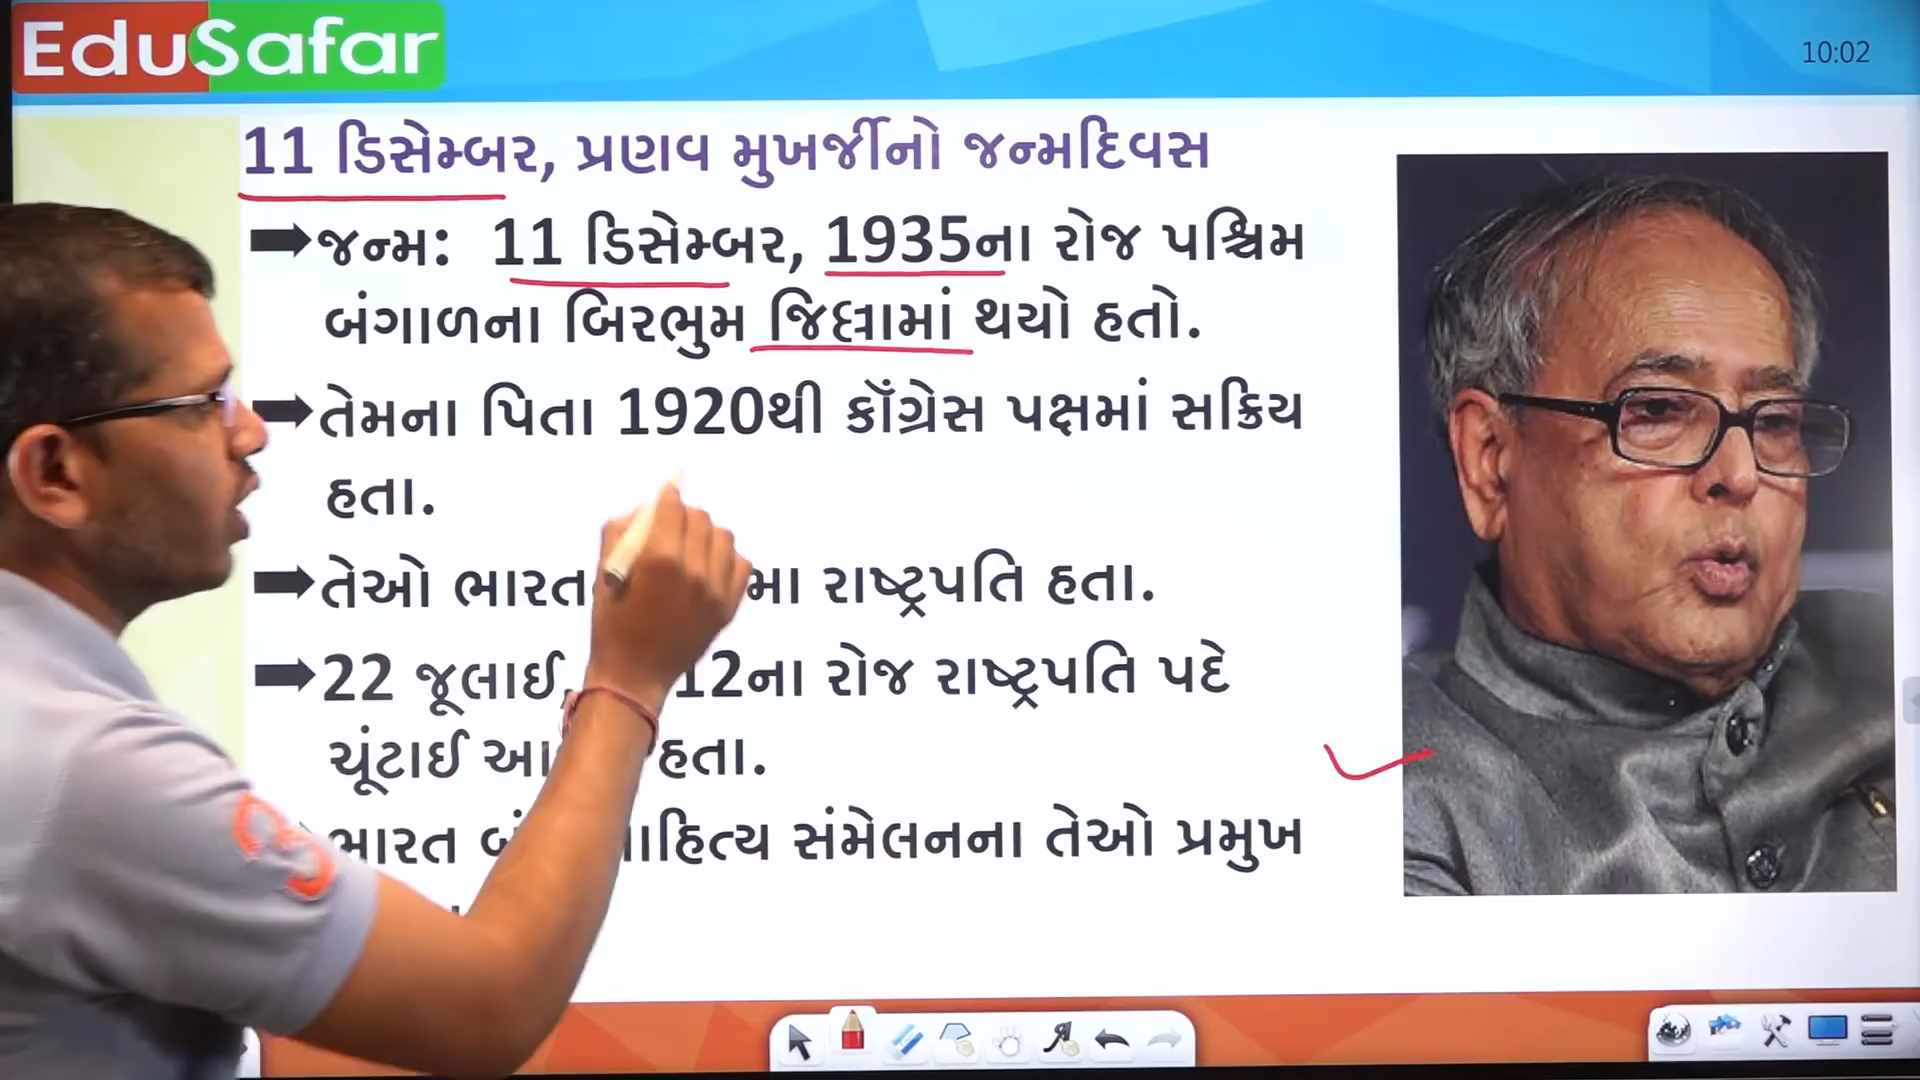 EduSafar
10:02
11 ડિસેમ્બર, પ્રણવ મુખર્જીનો જન્મદિવસ
જન્મ: 11 ડિસેમ્બર, 1935ના રોજ પશ્ચિમ
બંગાળના બિરભુમ જિલ્લામાં થયો હતો.
તેમના પિતા 1920થી કૉંગ્રેસ પક્ષમાં સક્રિય
હતા.
તેઓ ભારત મા રાષ્ટ્રપતિ હતા.
22 જૂલાઈ, 12ના રોજ રાષ્ટ્રપતિ પદે
ચૂંટાઈ હતા.
ભારત સંમેલનના તેઓ પ્રમુખ